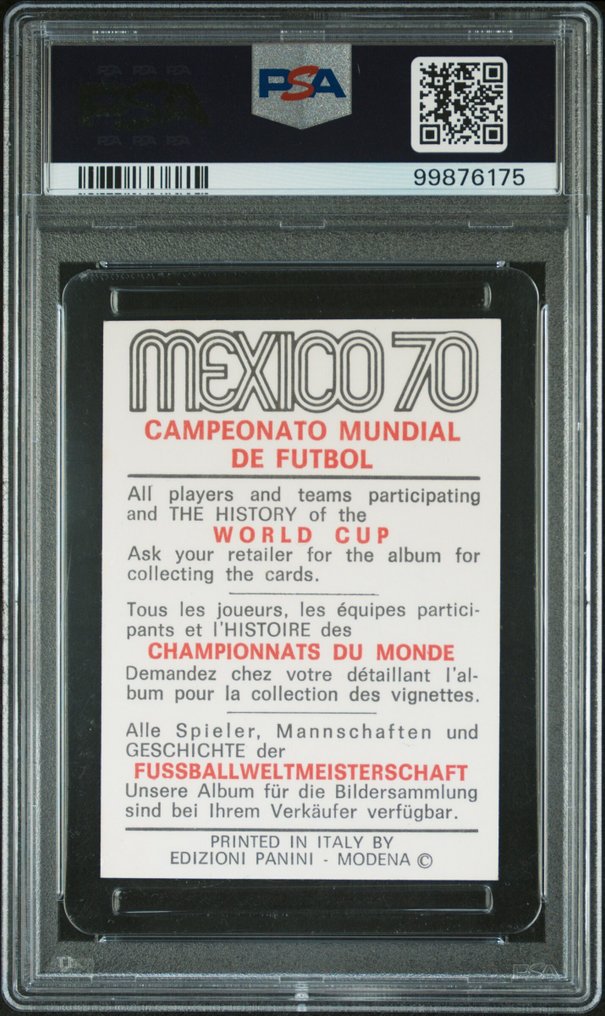 PSA
99876175
MEXICO 70
CAMPEONATO MUNDIAL
DE FUTBOL
All players and teams participating
and THE HISTORY of the
WORLD CUP
Ask your retailer for the album for
collecting the cards.
Tous les joueurs, les équipes partici-
pants et l'HISTOIRE des
CHAMPIONNATS DU MONDE
Demandez chez votre détaillant l'al-
bum pour la collection des vignettes.
Alle Spieler, Mannschaften und
GESCHICHTE der
FUSSBALLWELTMEISTERSCHAFT
Unsere Album für die Bildersammlung
sind bei Ihrem Verkäufer verfügbar.
PRINTED IN ITALY BY
EDIZIONI PANINI - MODENA ©
PSA